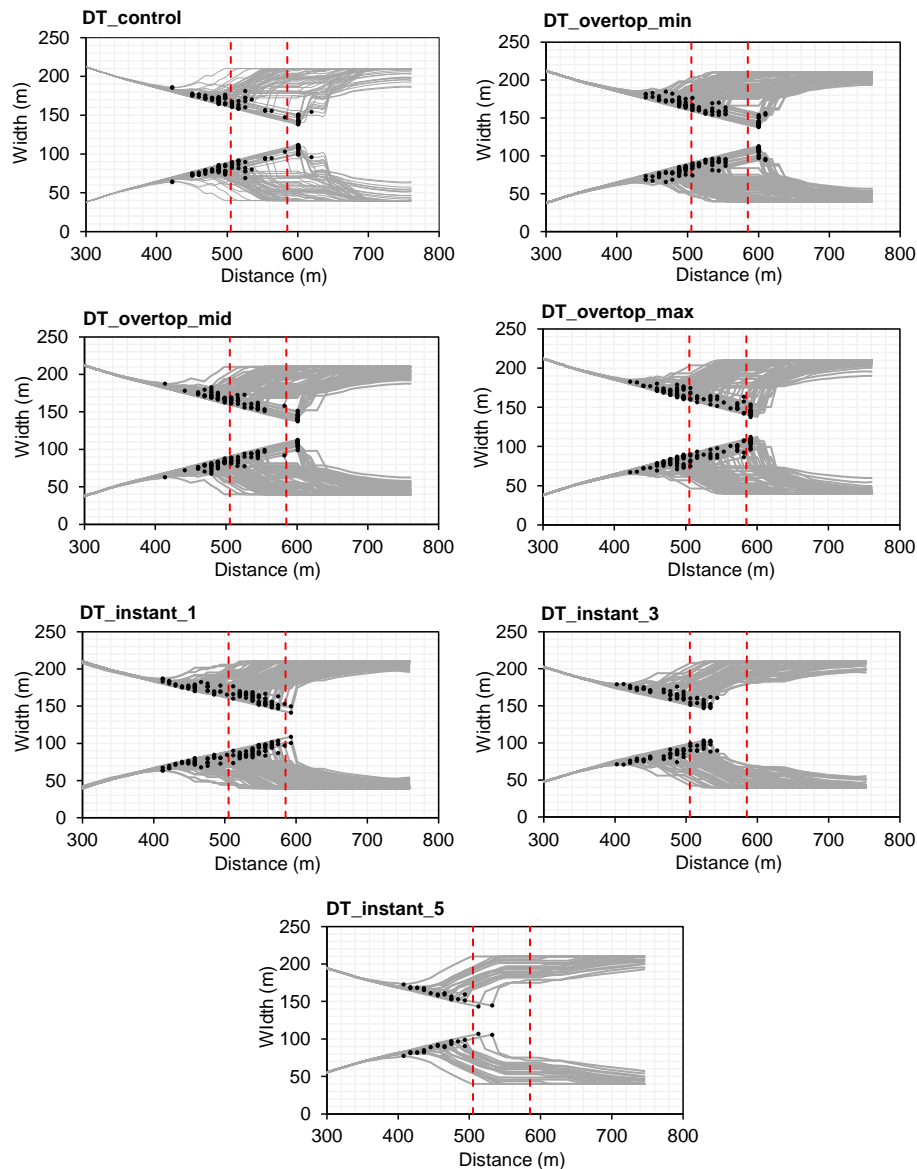 DT_control
250
200
150
100
50
0
Width (m)
300 400 500 600 700 800
Distance (m)
DT_overtop_min
250
200
150
100
50
0
Width (m)
300 400 500 600 700 800
Distance (m)
DT_overtop_mid
250
200
150
100
50
0
Width (m)
300 400 500 600 700 800
Distance (m)
DT_overtop_max
250
200
150
100
50
0
Width (m)
300 400 500 600 700 800
DIstance (m)
DT_instant_1
250
200
150
100
50
0
Width (m)
300 400 500 600 700 800
Distance (m)
DT_instant_3
250
200
150
100
50
0
Width (m)
300 400 500 600 700 800
Distance (m)
DT_instant_5
250
200
150
100
50
0
WIdth (m)
300 400 500 600 700 800
Distance (m)